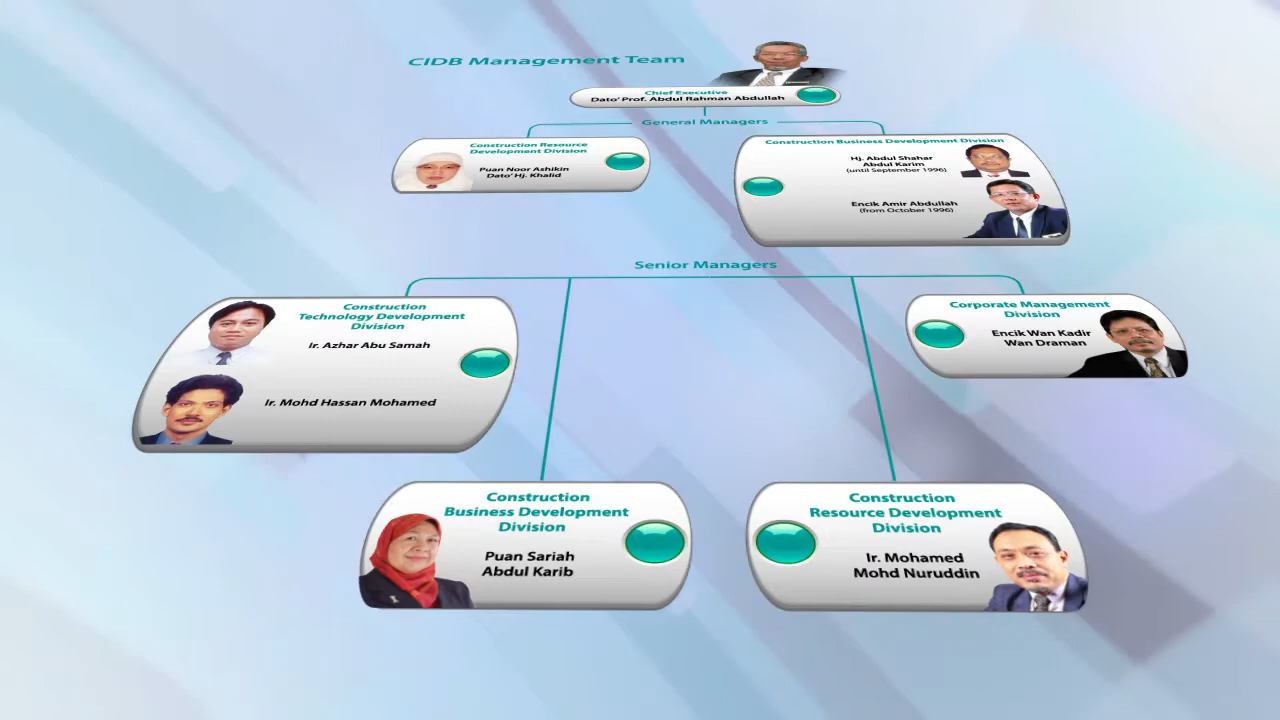 CIDB Management Team
Chief Executive
Dato' Prof. Abdul Rahman Abdullah
General Managers
Construction Resource
Development Division
Puan Noor Ashikin
Dato' Hj. Khalid
Construction Business Development Division
Hj. Abdul Shahar
Abdul Karim
(until September 1996)
Encik Amir Abdullah
(from October 1996)
Senior Managers
Construction
Technology Development
Division
Ir. Azhar Abu Samah
Ir. Mohd Hassan Mohamed
Corporate Management
Division
Encik Wan Kadir
Wan Draman
Construction
Business Development
Division
Puan Sariah
Abdul Karib
Construction
Resource Development
Division
Ir. Mohamed
Mohd Nuruddin